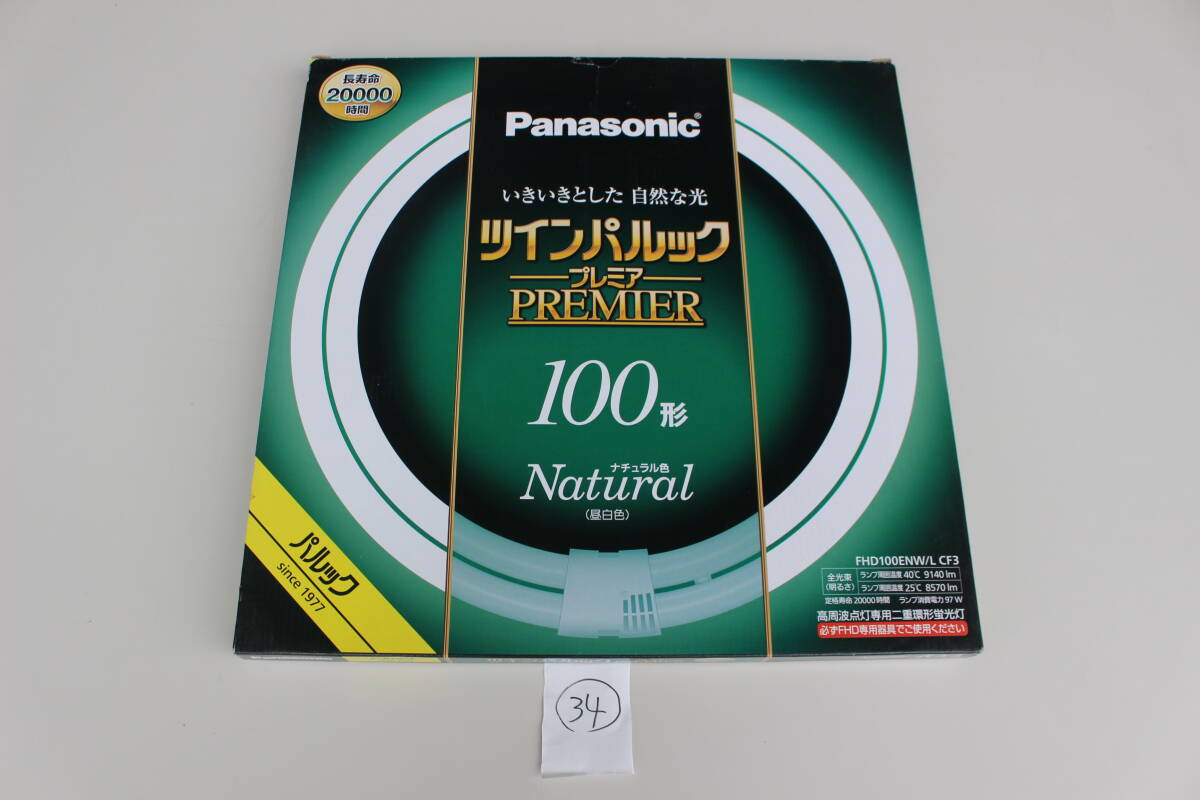 長寿命
20000
時間
Panasonic®
いきいきとした 自然な光
ツインパルック
プレミア
PREMIER
100形
ナチュラル色
Natural
(昼白色)
パルック
since 1977
FHD100ENW/L CF3
全光束
(明るさ)
ランプ周囲温度 40℃ 9140 lm
ランプ周囲温度 25℃ 8570 lm
定格寿命 20000時間 ランプ消費電力 97 W
高周波点灯専用二重環形蛍光灯
必ずFHD専用器具でご使用ください
34